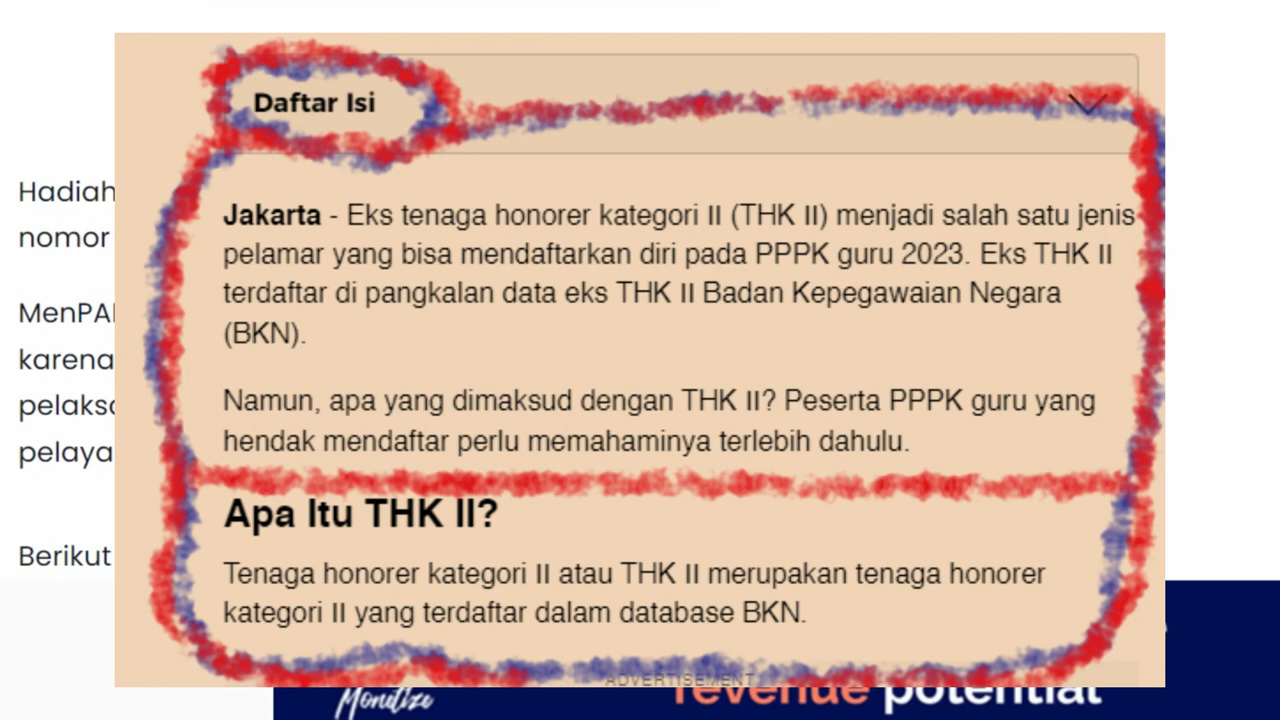 Daftar Isi
Hadiah
nomor
MenPA
karena
pelaks
pelaya
Berikut
Jakarta - Eks tenaga honorer kategori II (THK II) menjadi salah satu jenis
pelamar yang bisa mendaftarkan diri pada PPPK guru 2023. Eks THK II
terdaftar di pangkalan data eks THK II Badan Kepegawaian Negara
(BKN).
Namun, apa yang dimaksud dengan THK II? Peserta PPPK guru yang
hendak mendaftar perlu memahaminya terlebih dahulu.
Apa Itu THK II?
Tenaga honorer kategori II atau THK II merupakan tenaga honorer
kategori II yang terdaftar dalam database BKN.
ADVERTISEMENT
Monetize
revenue potential